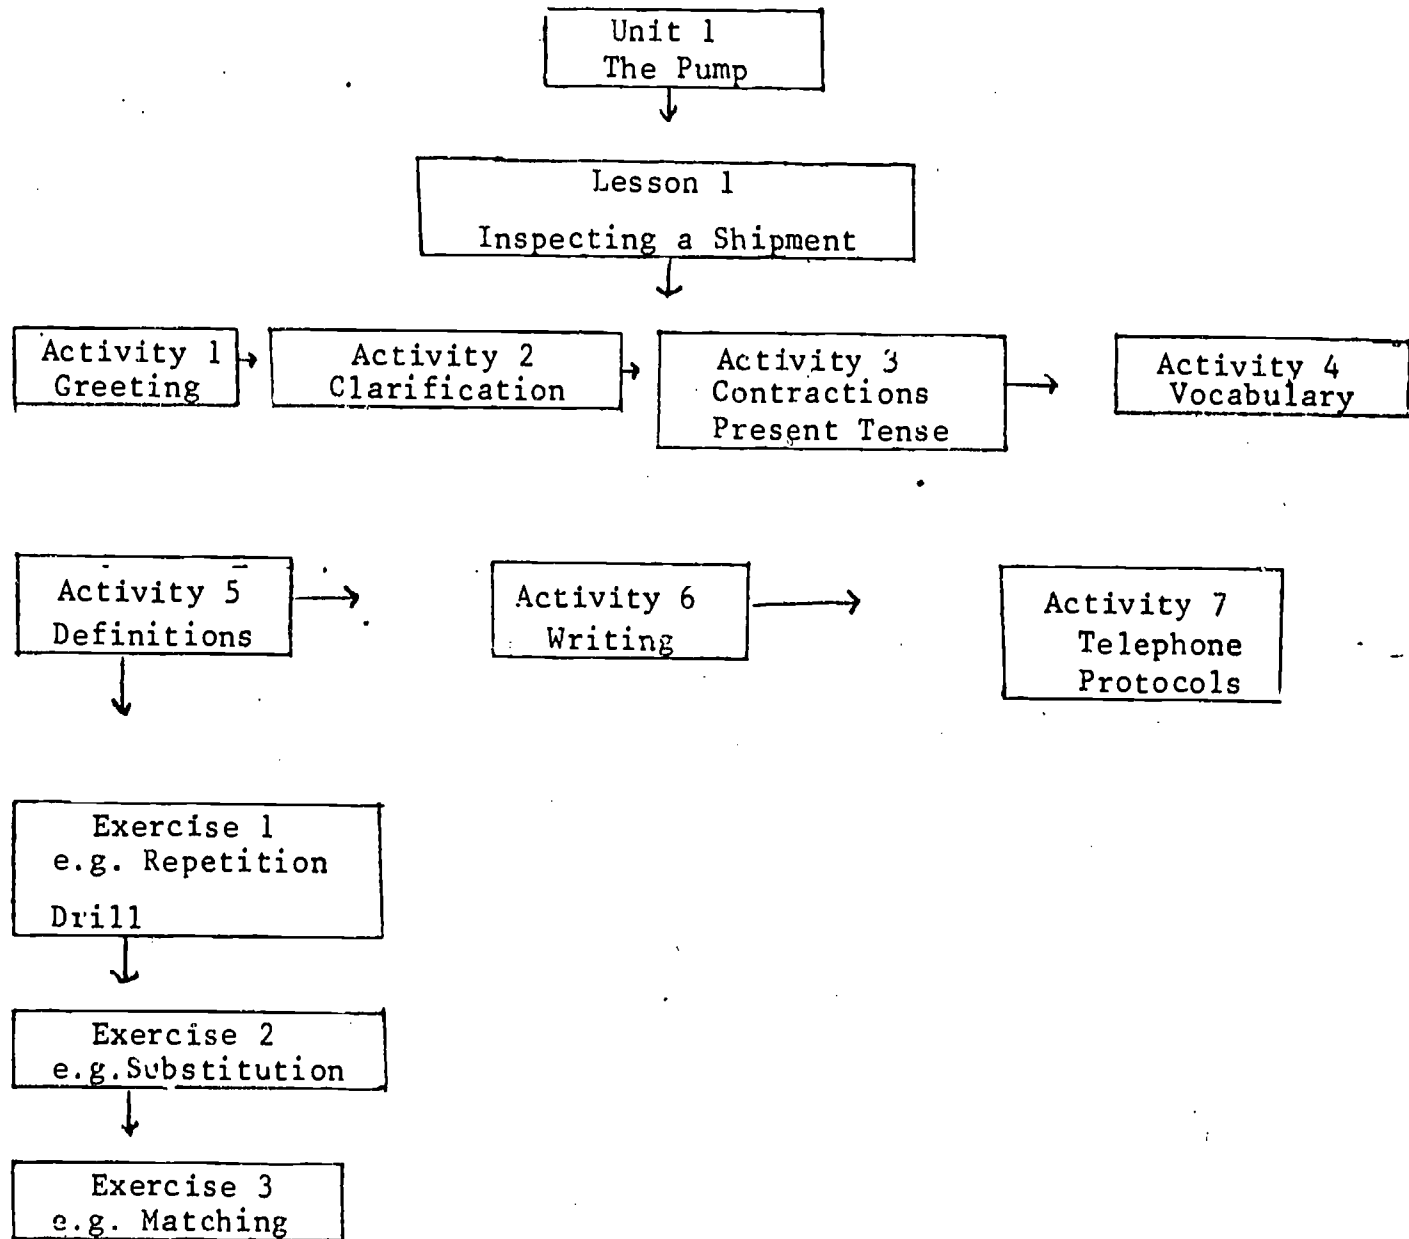 Unit 1
The Pump
Lesson 1
Inspecting a Shipment
Activity 1
Greeting
Activity 2
Clarification
Activity 3
Contractions
Present Tense
Activity 4
Vocabulary
Activity 5
Definitions
Activity 6
Writing
Activity 7
Telephone
Protocols
Exercise 1
e.g. Repetition
Drill
Exercise 2
e.g.Substitution
Exercise 3
e.g. Matching